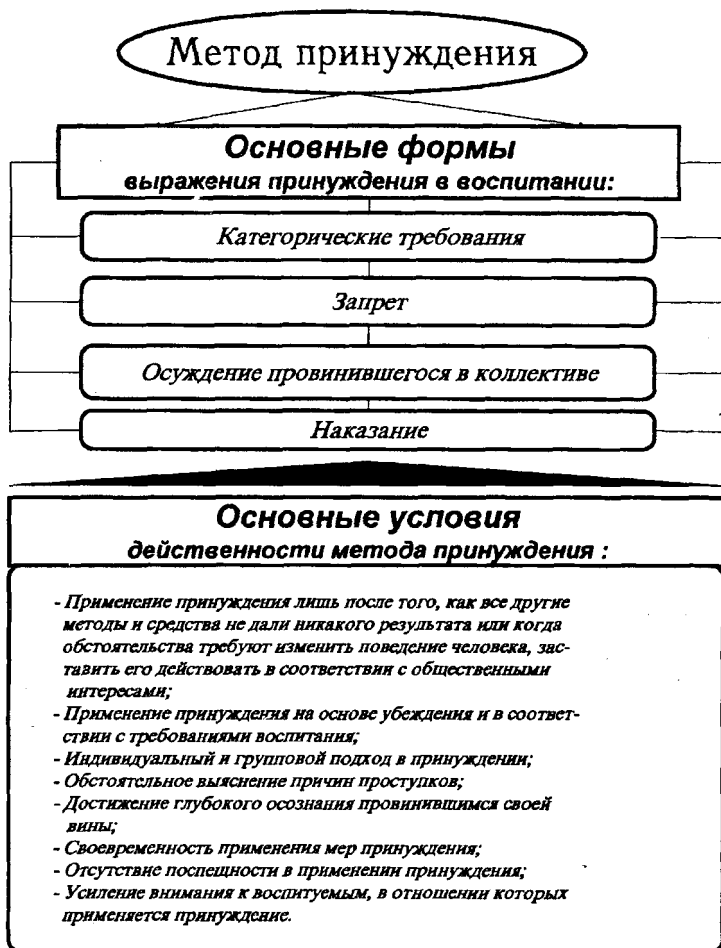 Метод принуждения
Основные формы
выражения принуждения в воспитании:
Категорические требования
Запрет
Осуждение провинившегося в коллективе
Наказание
Основные условия
действенности метода принуждения :
- Применение принуждения лишь после того, как все другие
методы и средства не дали никакого результата или когда
обстоятельства требуют изменить поведение человека, зас-
тавить его действовать в соответствии с общественными
интересами;
- Применение принуждения на основе убеждения и в соответ-
ствии с требованиями воспитания;
- Индивидуальный и групповой подход в принуждении;
- Обстоятельное выяснение причин проступков;
- Достижение глубокого осознания провинившимся своей
вины;
- Своевременность применения мер принуждения;
- Отсутствие поспещности в применении принуждения;
- Усиление внимания к воспитуемым, в отношении которых
применяется принуждение.